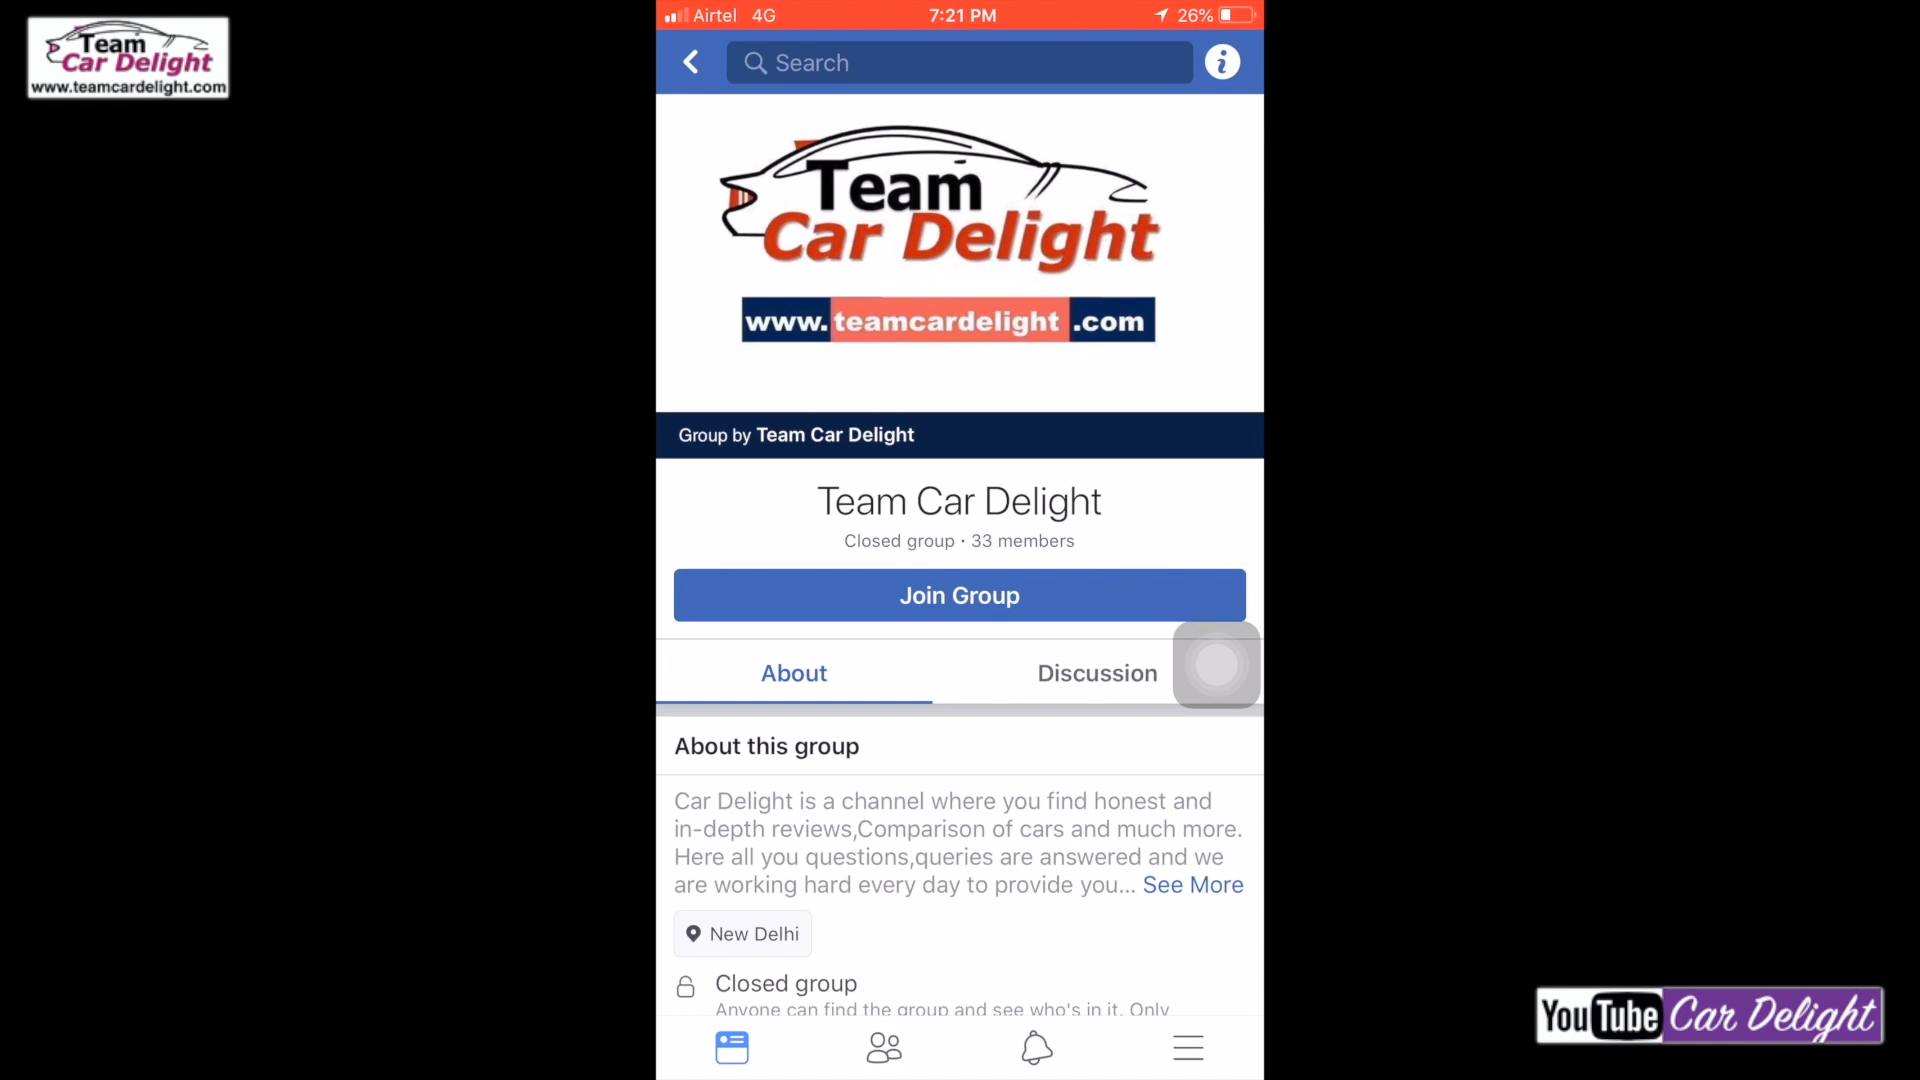 Team
Car Delight
www.teamcardelight.com
Airtel 4G
7:21 PM
26%
Search
Team
Car Delight
www.teamcardelight.com
Group by Team Car Delight
Team Car Delight
Closed group · 33 members
Join Group
About
Discussion
About this group
Car Delight is a channel where you find honest and
in-depth reviews,Comparison of cars and much more.
Here all you questions,queries are answered and we
are working hard every day to provide you... See More
New Delhi
Closed group
Anyone can find the group and see who's in it. Only
YouTube Car Delight